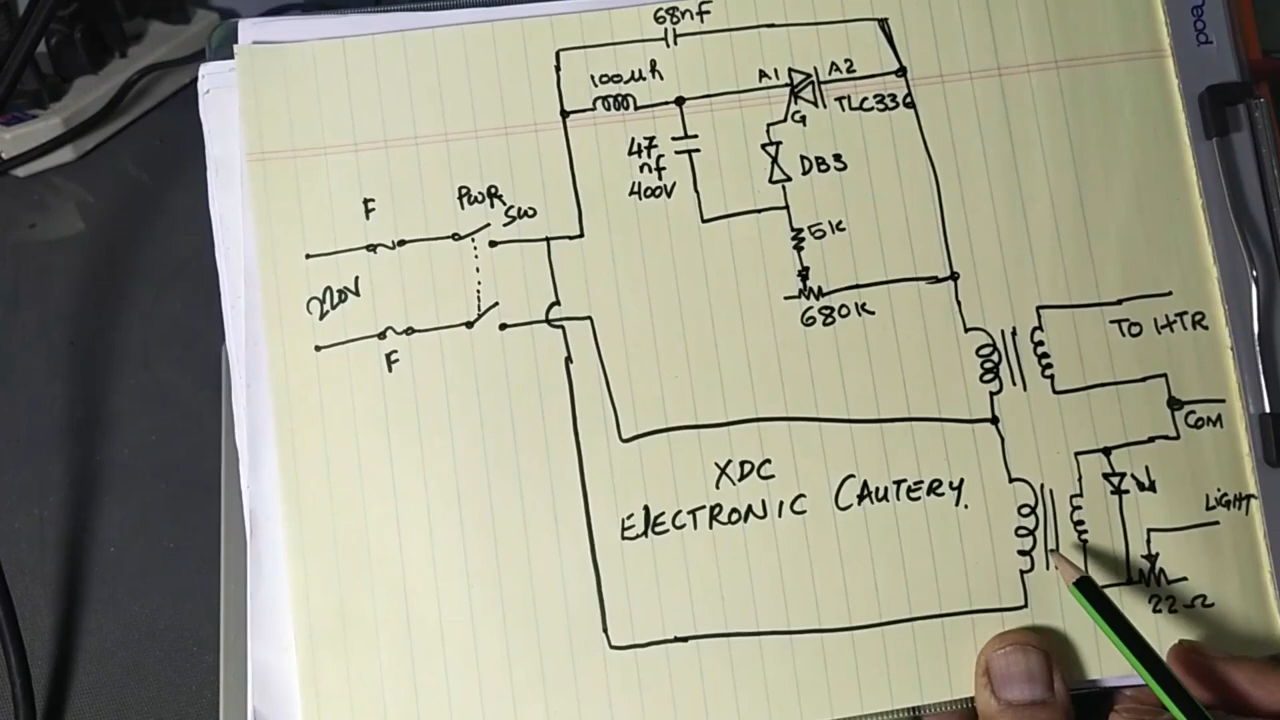 68nf
100µh
A1
A2
TLC336
G
47
nf
400V
DB3
F
PWR
SW
5K
220V
680K
F
TO HTR
COM
XDC
ELECTRONIC CAUTERY.
LIGHT
22Ω